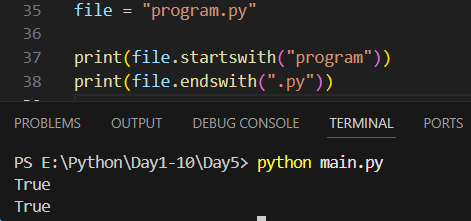 35 file = "program.py"
36
37 print(file.startswith("program"))
38 print(file.endswith(".py"))
PROBLEMS OUTPUT DEBUG CONSOLE TERMINAL PORTS
PS E:\Python\Day1-10\Day5> python main.py
True
True